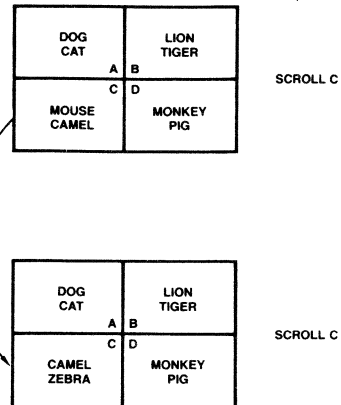 DOG LION
CAT TIGER
A B
SCROLL C
C D
MOUSE MONKEY
CAMEL PIG
DOG LION
CAT TIGER
A B
SCROLL C
C D
CAMEL MONKEY
ZEBRA PIG